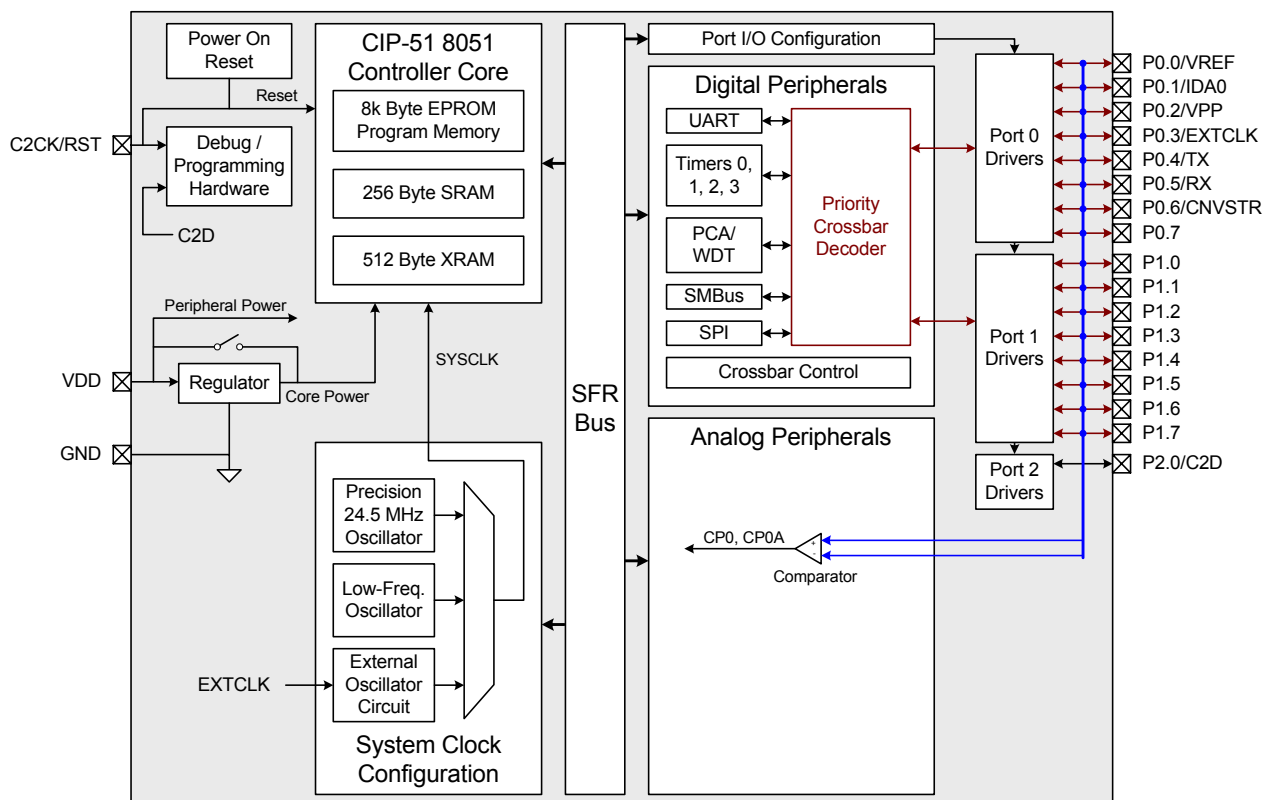 Power On
Reset
Reset
C2CK/RST
Debug /
Programming
Hardware
C2D
CIP-51 8051
Controller Core
8k Byte EPROM
Program Memory
256 Byte SRAM
512 Byte XRAM
Peripheral Power
VDD
Regulator
Core Power
GND
SYSCLK
Precision
24.5 MHz
Oscillator
Low-Freq.
Oscillator
EXTCLK
External
Oscillator
Circuit
System Clock
Configuration
SFR
Bus
Port I/O Configuration
Digital Peripherals
UART
Timers 0,
1, 2, 3
PCA/
WDT
SMBus
SPI
Priority
Crossbar
Decoder
Crossbar Control
Analog Peripherals
CP0, CP0A
+
-
Comparator
Port 0
Drivers
Port 1
Drivers
Port 2
Drivers
P0.0/VREF
P0.1/IDA0
P0.2/VPP
P0.3/EXTCLK
P0.4/TX
P0.5/RX
P0.6/CNVSTR
P0.7
P1.0
P1.1
P1.2
P1.3
P1.4
P1.5
P1.6
P1.7
P2.0/C2D